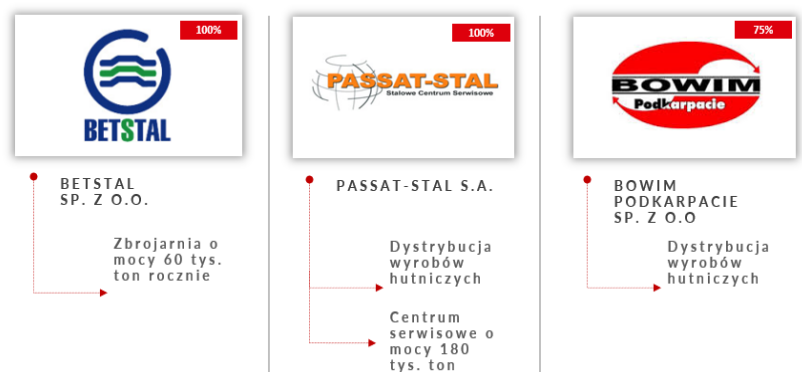 100%
BETSTAL
BETSTAL
SP. Z O.O.
Zbrojarnia o
mocy 60 tys.
ton rocznie
100%
PASSAT-STAL
Stalowe Centrum Serwisowe
PASSAT-STAL S.A.
Dystrybucja
wyrobów
hutniczych
Centrum
serwisowe o
mocy 180
tys. ton
75%
BOWIM
Podkarpacie
BOWIM
PODKARPACIE
SP. Z O.O
Dystrybucja
wyrobów
hutniczych